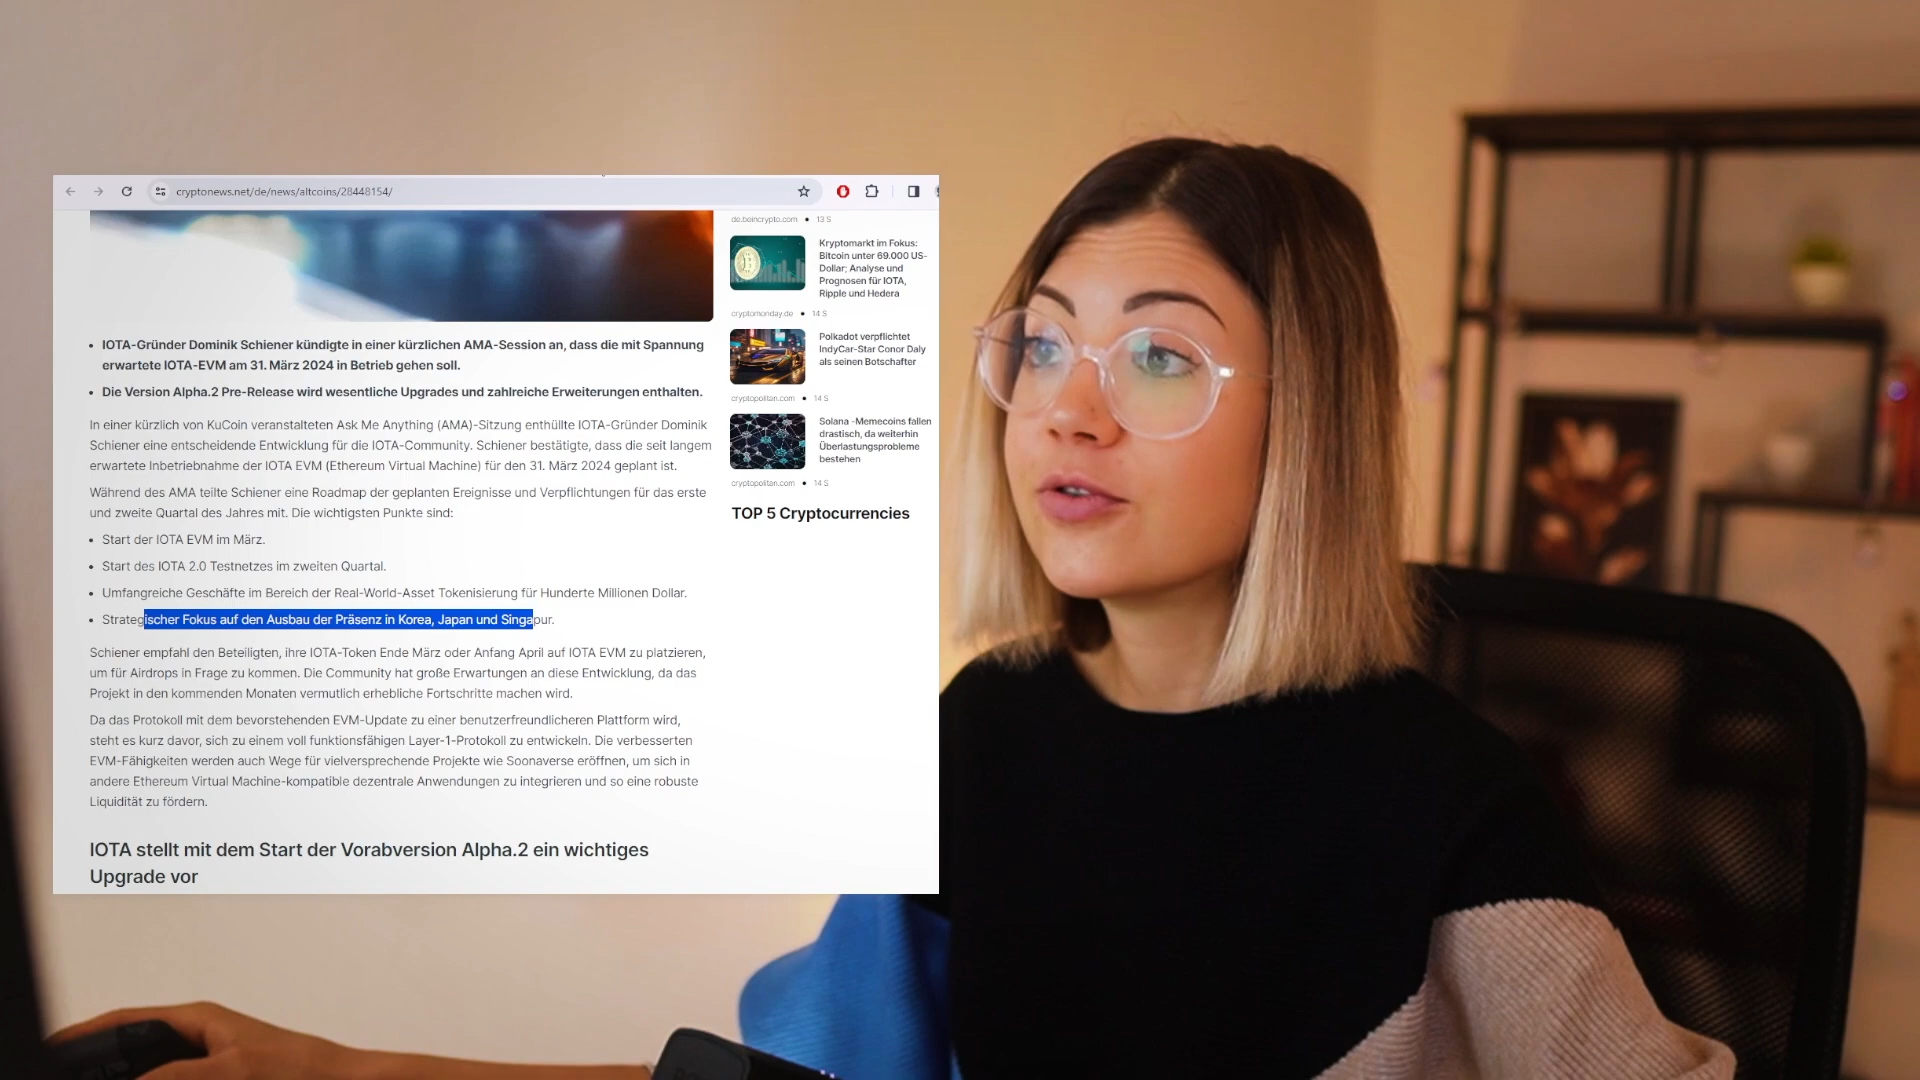 cryptonews.net/de/news/altcoins/28448154/
IOTA-Gründer Dominik Schiener kündigte in einer kürzlichen AMA-Session an, dass die mit Spannung
erwartete IOTA-EVM am 31. März 2024 in Betrieb gehen soll.
Die Version Alpha.2 Pre-Release wird wesentliche Upgrades und zahlreiche Erweiterungen enthalten.
In einer kürzlich von KuCoin veranstalteten Ask Me Anything (AMA)-Sitzung enthüllte IOTA-Gründer Dominik
Schiener eine entscheidende Entwicklung für die IOTA-Community. Schiener bestätigte, dass die seit langem
erwartete Inbetriebnahme der IOTA EVM (Ethereum Virtual Machine) für den 31. März 2024 geplant ist.
Während des AMA teilte Schiener eine Roadmap der geplanten Ereignisse und Verpflichtungen für das erste
und zweite Quartal des Jahres mit. Die wichtigsten Punkte sind:
Start der IOTA EVM im März.
Start des IOTA 2.0 Testnetzes im zweiten Quartal.
Umfangreiche Geschäfte im Bereich der Real-World-Asset Tokenisierung für Hunderte Millionen Dollar.
Strategischer Fokus auf den Ausbau der Präsenz in Korea, Japan und Singapur.
Schiener empfahl den Beteiligten, ihre IOTA-Token Ende März oder Anfang April auf IOTA EVM zu platzieren,
um für Airdrops in Frage zu kommen. Die Community hat große Erwartungen an diese Entwicklung, da das
Projekt in den kommenden Monaten vermutlich erhebliche Fortschritte machen wird.
Da das Protokoll mit dem bevorstehenden EVM-Update zu einer benutzerfreundlicheren Plattform wird,
steht es kurz davor, sich zu einem voll funktionsfähigen Layer-1-Protokoll zu entwickeln. Die verbesserten
EVM-Fähigkeiten werden auch Wege für vielversprechende Projekte wie Soonaverse eröffnen, um sich in
andere Ethereum Virtual Machine-kompatible dezentrale Anwendungen zu integrieren und so eine robuste
Liquidität zu fördern.
IOTA stellt mit dem Start der Vorabversion Alpha.2 ein wichtiges
Upgrade vor
de.beincrypto.com • 13 S
Kryptomarkt im Fokus:
Bitcoin unter 69.000 US-
Dollar; Analyse und
Prognosen für IOTA,
Ripple und Hedera
cryptomonday.de • 14 S
Polkadot verpflichtet
IndyCar-Star Conor Daly
als seinen Botschafter
cryptopolitan.com • 14 S
Solana -Memecoins fallen
drastisch, da weiterhin
Überlastungsprobleme
bestehen
cryptopolitan.com • 14 S
TOP 5 Cryptocurrencies